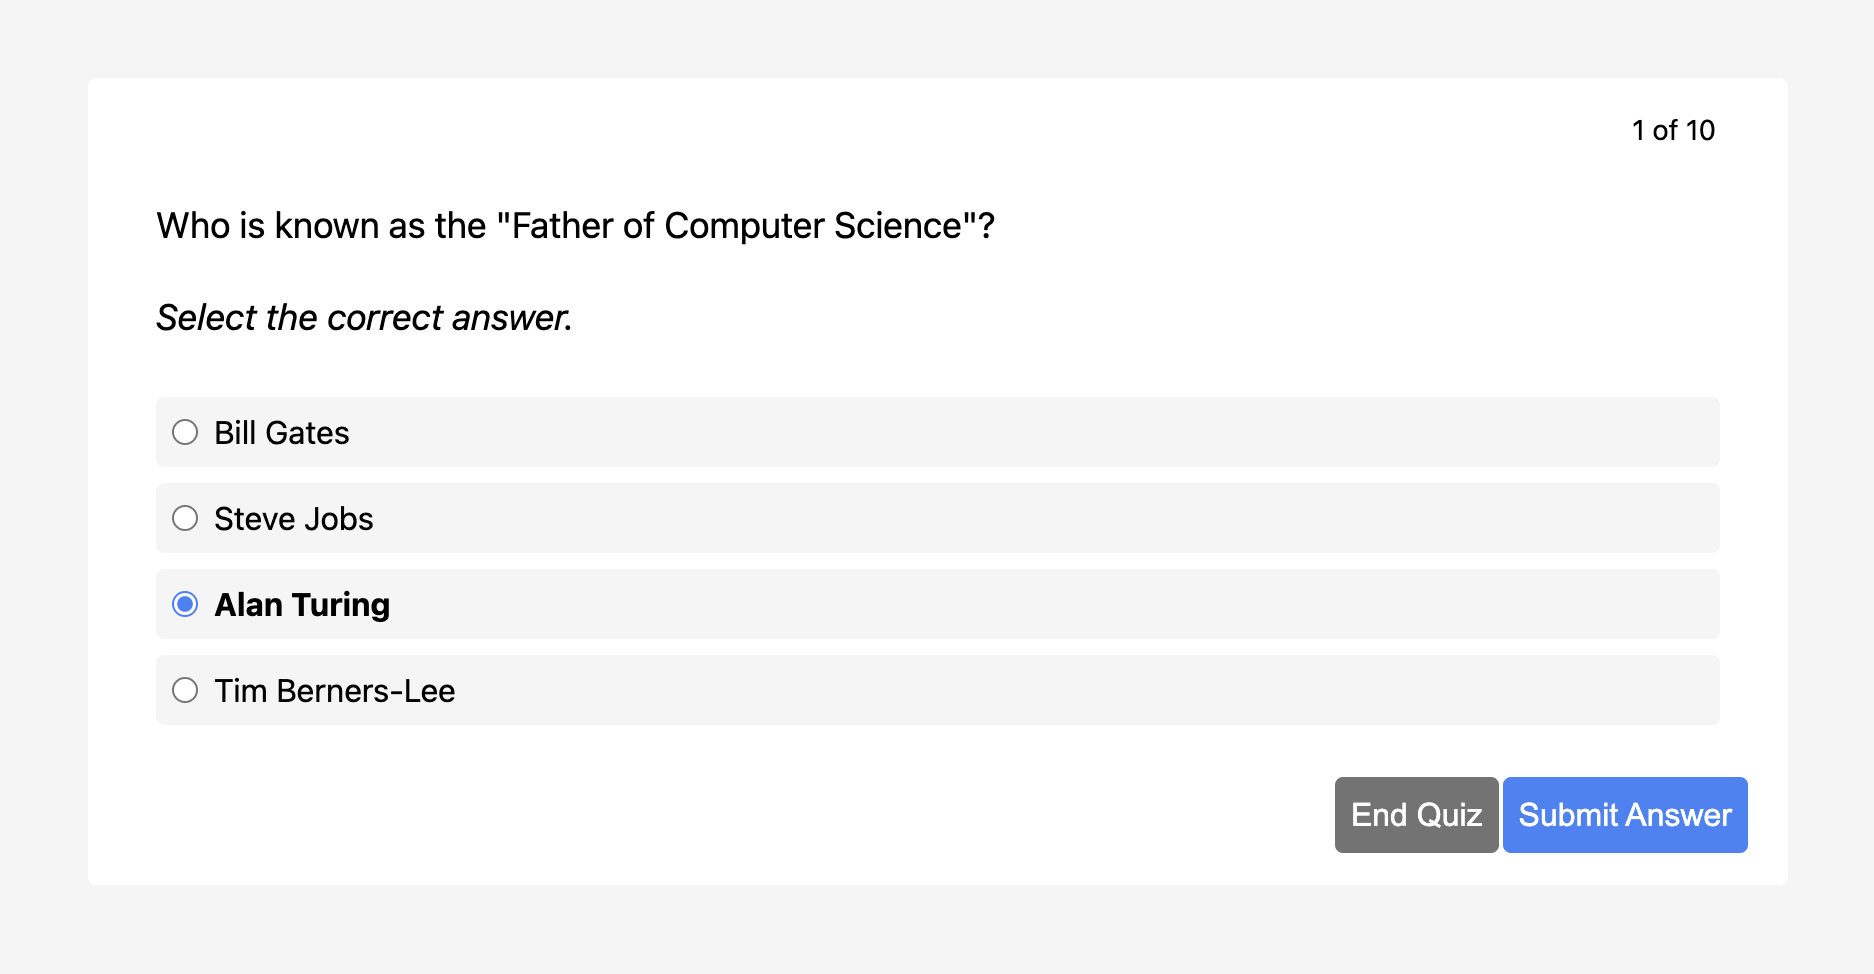 1 of 10
Who is known as the "Father of Computer Science"?
Select the correct answer.
Bill Gates
Steve Jobs
Alan Turing
Tim Berners-Lee
End Quiz Submit Answer